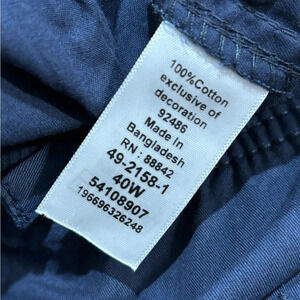 100%Cotton
exclusive of
decoration
92486
Made In
Bangladesh
RN : 88842
49-2158-1
40W
54108907
196696326248